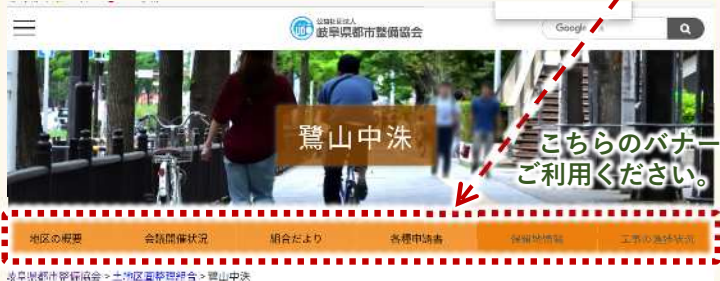 公益社団法人
岐阜県都市整備協会
Google
鷺山中洙
こちらのバナー
ご利用ください。
地区の概要 会議開催状況 組合だより 各種申請書 保留地情報 工事の進捗状況
岐阜県都市整備協会 > 土地区画整理組合 > 鷺山中洙